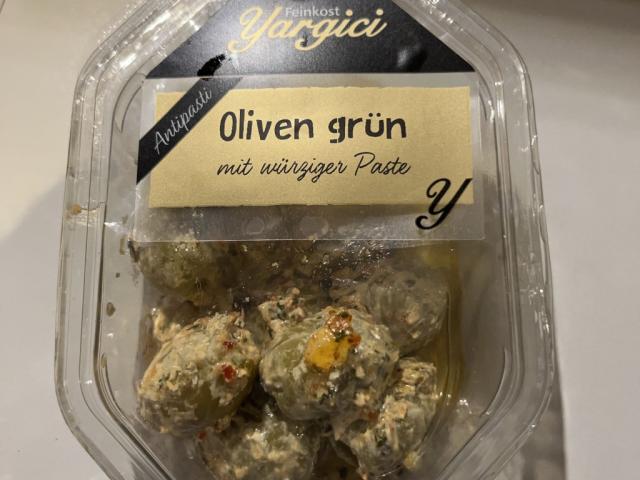 Feinkost
Yargici
Antipasti
Oliven grün
mit würziger Paste
Y